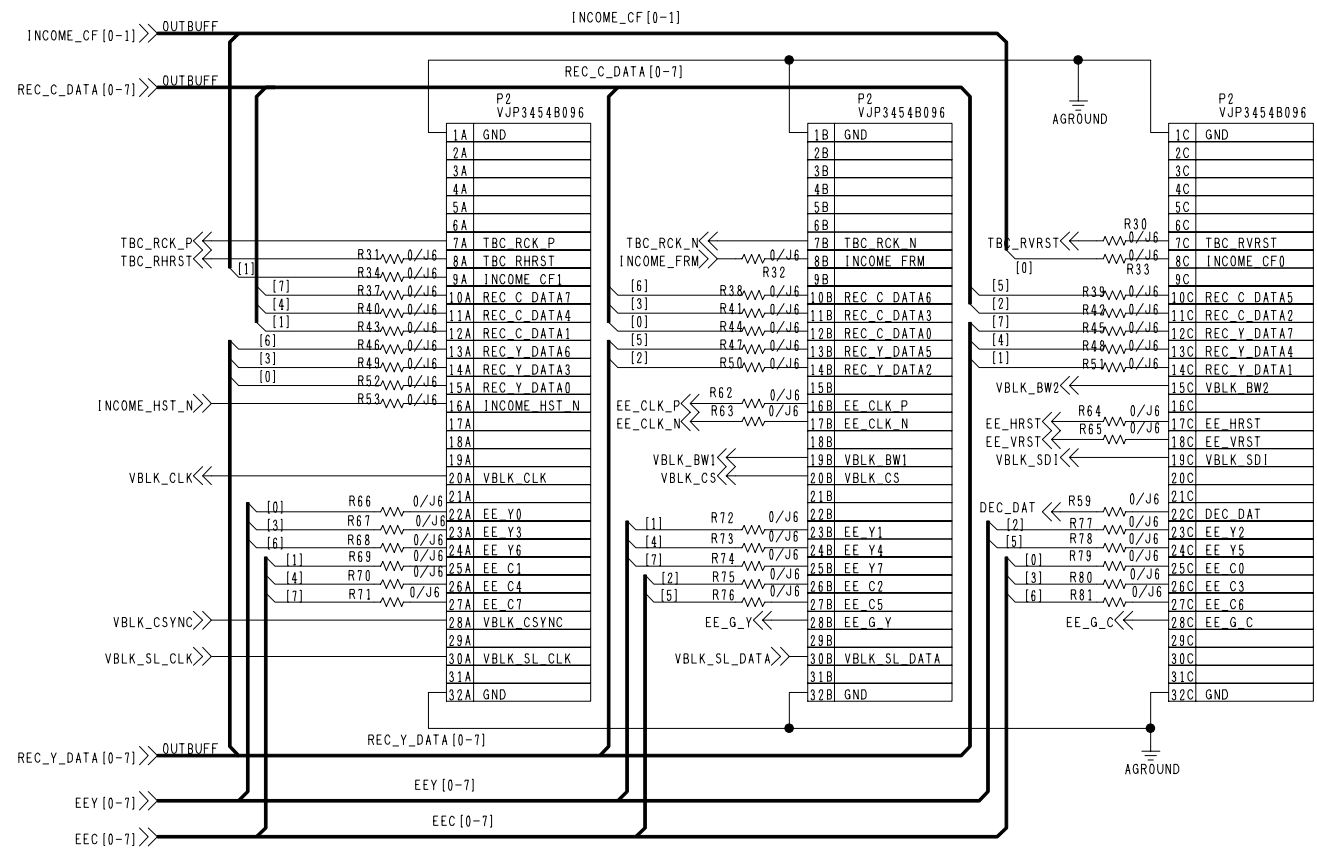 INCOME_CF[0-1] OUTBUFF INCOME_CF[0-1]
REC_C_DATA[0-7] OUTBUFF REC_C_DATA[0-7]
AGROUND
P2
VJP3454B096
1A GND
2A
3A
4A
5A
6A
TBC_RCK_P 7A TBC_RCK_P
TBC_RHRST R31 0/J6 8A TBC_RHRST
[1] R34 0/J6 9A INCOME_CF1
[7] R37 0/J6 10A REC_C_DATA7
[4] R40 0/J6 11A REC_C_DATA4
[1] R43 0/J6 12A REC_C_DATA1
[6] R46 0/J6 13A REC_Y_DATA6
[3] R49 0/J6 14A REC_Y_DATA3
[0] R52 0/J6 15A REC_Y_DATA0
INCOME_HST_N R53 0/J6 16A INCOME_HST_N
17A
18A
19A
VBLK_CLK 20A VBLK_CLK
21A
[0] R66 0/J6 22A EE_Y0
[3] R67 0/J6 23A EE_Y3
[6] R68 0/J6 24A EE_Y6
[1] R69 0/J6 25A EE_C1
[4] R70 0/J6 26A EE_C4
[7] R71 0/J6 27A EE_C7
VBLK_CSYNC 28A VBLK_CSYNC
29A
VBLK_SL_CLK 30A VBLK_SL_CLK
31A
32A GND
P2
VJP3454B096
1B GND
2B
3B
4B
5B
6B
TBC_RCK_N 7B TBC_RCK_N
INCOME_FRM R32 0/J6 8B INCOME_FRM
9B
[6] R38 0/J6 10B REC_C_DATA6
[3] R41 0/J6 11B REC_C_DATA3
[0] R44 0/J6 12B REC_C_DATA0
[5] R47 0/J6 13B REC_Y_DATA5
[2] R50 0/J6 14B REC_Y_DATA2
15B
EE_CLK_P R62 0/J6 16B EE_CLK_P
EE_CLK_N R63 0/J6 17B EE_CLK_N
18B
VBLK_BW1 19B VBLK_BW1
VBLK_CS 20B VBLK_CS
21B
22B
[1] R72 0/J6 23B EE_Y1
[4] R73 0/J6 24B EE_Y4
[7] R74 0/J6 25B EE_Y7
[2] R75 0/J6 26B EE_C2
[5] R76 0/J6 27B EE_C5
EE_G_Y 28B EE_G_Y
29B
VBLK_SL_DATA 30B VBLK_SL_DATA
31B
32B GND
P2
VJP3454B096
1C GND
2C
3C
4C
5C
6C
TBC_RVRST R30 0/J6 7C TBC_RVRST
[0] R33 0/J6 8C INCOME_CF0
9C
[5] R39 0/J6 10C REC_C_DATA5
[2] R42 0/J6 11C REC_C_DATA2
[7] R45 0/J6 12C REC_Y_DATA7
[4] R48 0/J6 13C REC_Y_DATA4
[1] R51 0/J6 14C REC_Y_DATA1
VBLK_BW2 15C VBLK_BW2
16C
EE_HRST R64 0/J6 17C EE_HRST
EE_VRST R65 0/J6 18C EE_VRST
VBLK_SDI 19C VBLK_SDI
20C
21C
DEC_DAT R59 0/J6 22C DEC_DAT
[2] R77 0/J6 23C EE_Y2
[5] R78 0/J6 24C EE_Y5
[0] R79 0/J6 25C EE_C0
[3] R80 0/J6 26C EE_C3
[6] R81 0/J6 27C EE_C6
EE_G_C 28C EE_G_C
29C
30C
31C
32C GND
REC_Y_DATA[0-7] OUTBUFF REC_Y_DATA[0-7]
AGROUND
EEY[0-7] EEY[0-7]
EEC[0-7] EEC[0-7]